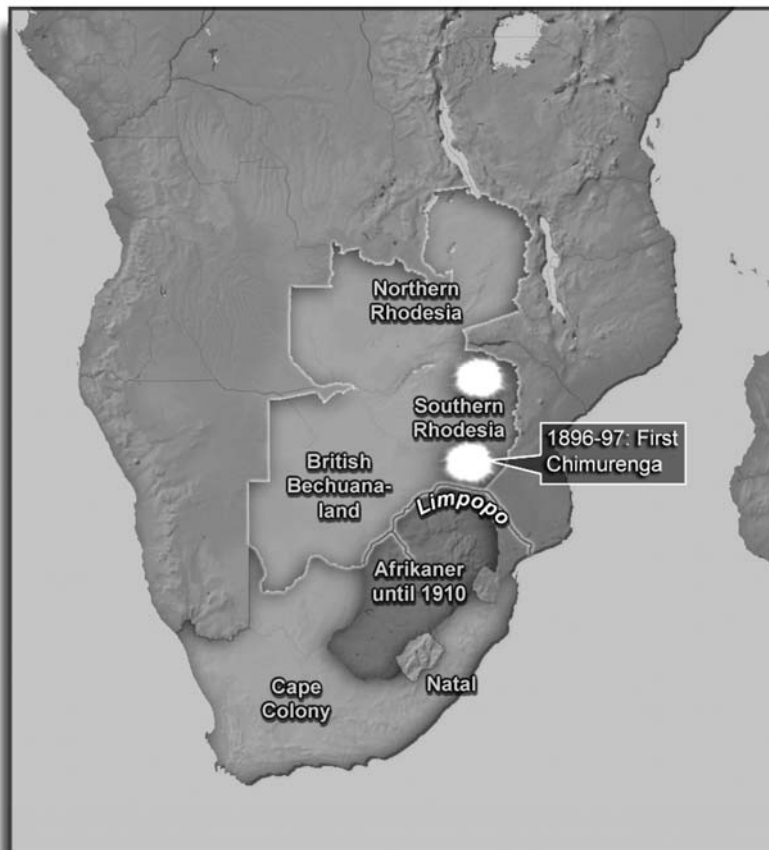 Northern
Rhodesia
Southern
Rhodesia
1896-97: First
Chimurenga
British
Bechuana-
land
Limpopo
Afrikaner
until 1910
Cape
Colony
Natal